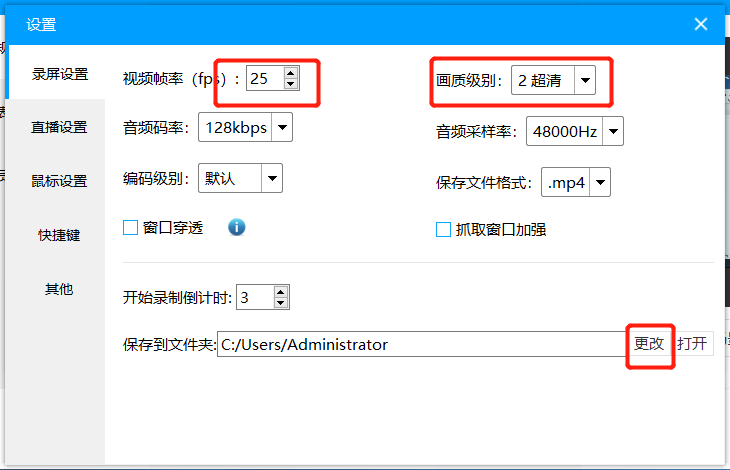 设置
录屏设置
直播设置
鼠标设置
快捷键
其他
视频帧率（fps）: 25
画质级别: 2 超清
音频码率: 128kbps
音频采样率: 48000Hz
编码级别: 默认
保存文件格式: .mp4
窗口穿透
抓取窗口加强
开始录制倒计时: 3
保存到文件夹: C:/Users/Administrator 更改 打开